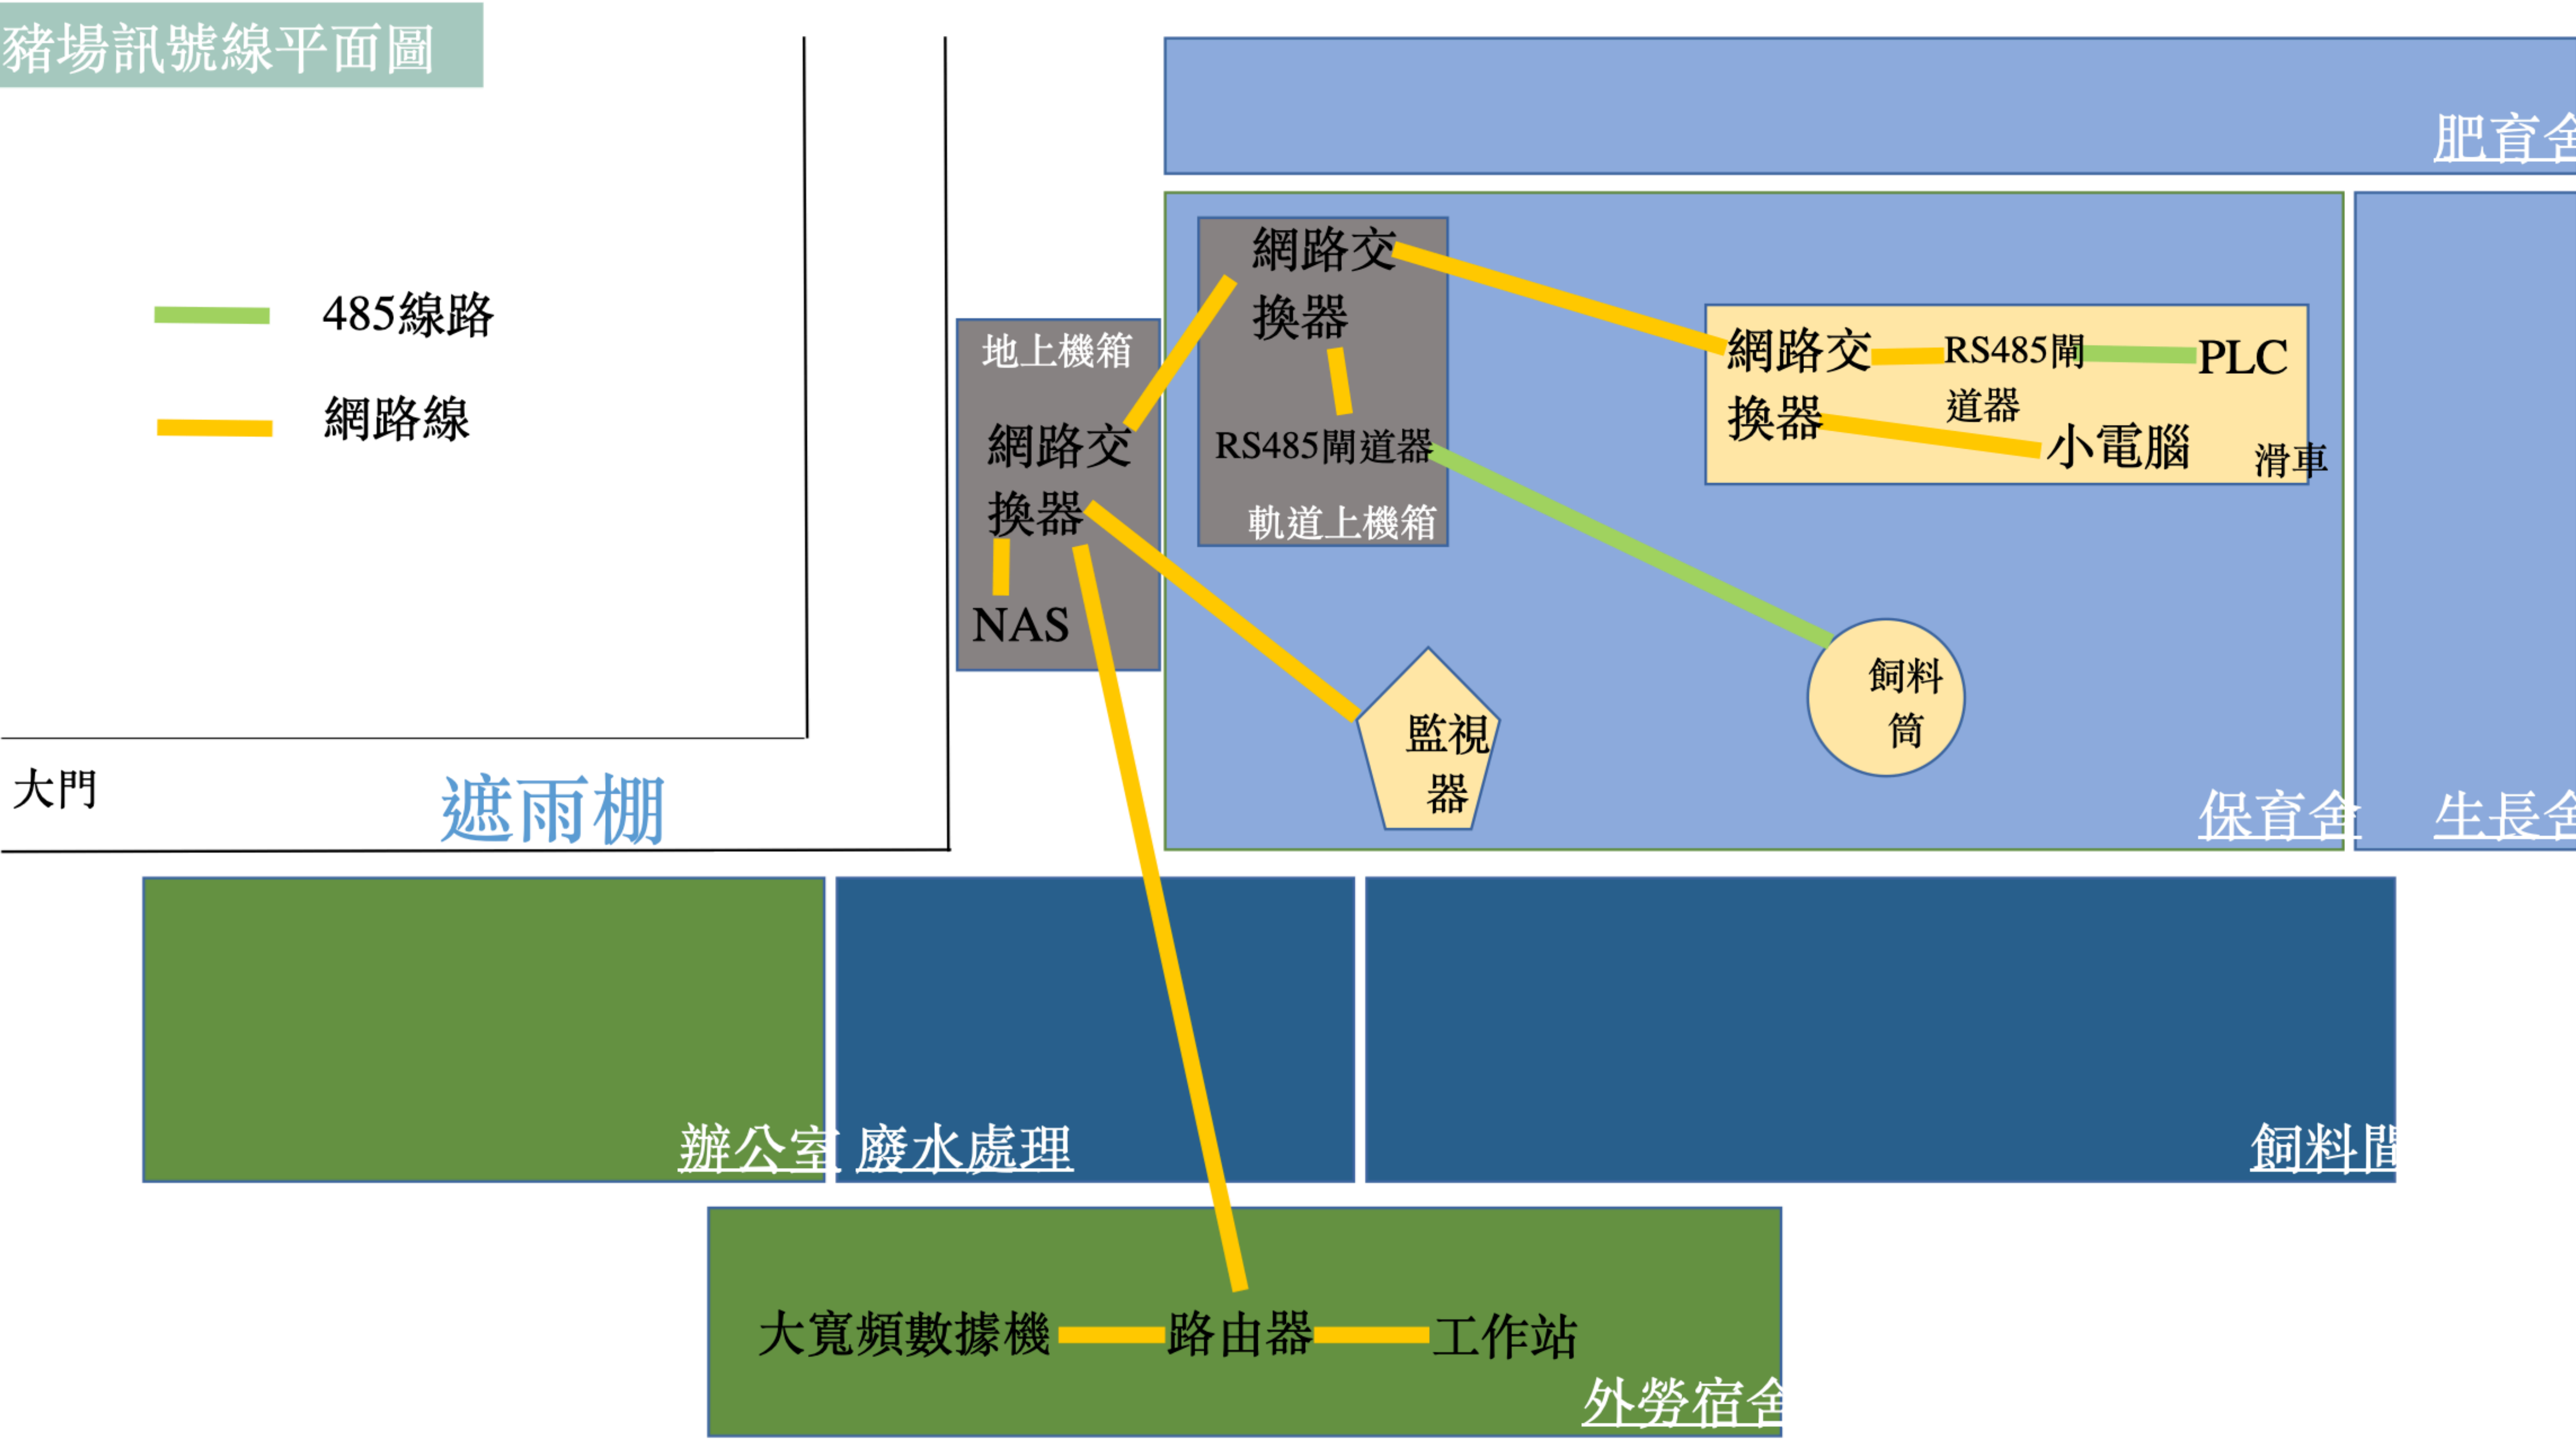 豬場訊號線平面圖
485線路
網路線
大門
遮雨棚
肥育舍
地上機箱
網路交
換器
NAS
網路交
換器
RS485閘道器
軌道上機箱
網路交
換器
RS485閘
道器
PLC
小電腦
滑車
監視
器
飼料
筒
保育舍
生長舍
辦公室
廢水處理
飼料間
大寬頻數據機
路由器
工作站
外勞宿舍